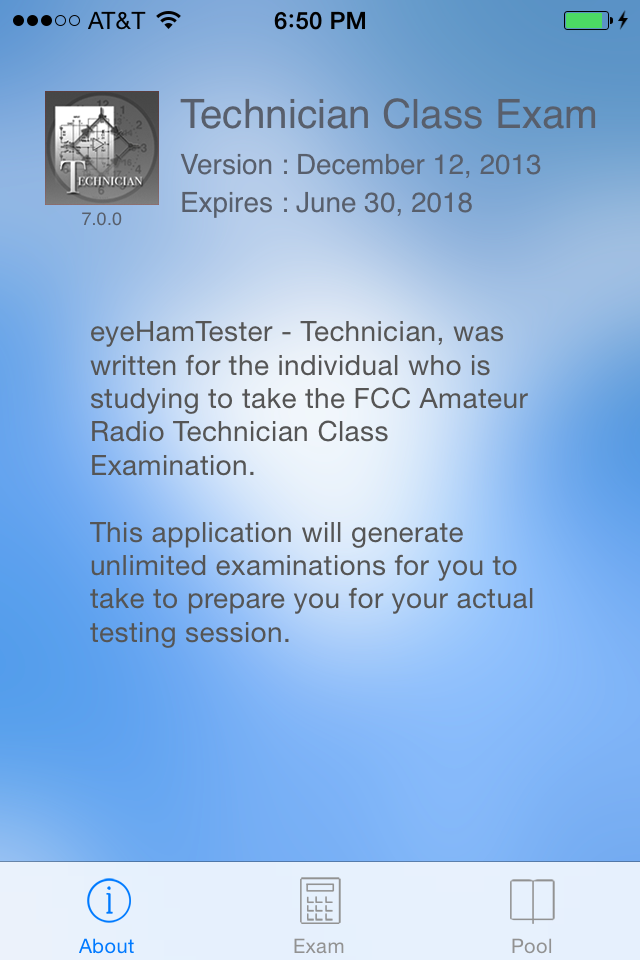 AT&T 6:50 PM
Technician Class Exam
Version : December 12, 2013
Expires : June 30, 2018
TECHNICIAN
7.0.0
eyeHamTester - Technician, was
written for the individual who is
studying to take the FCC Amateur
Radio Technician Class
Examination.
This application will generate
unlimited examinations for you to
take to prepare you for your actual
testing session.
About Exam Pool